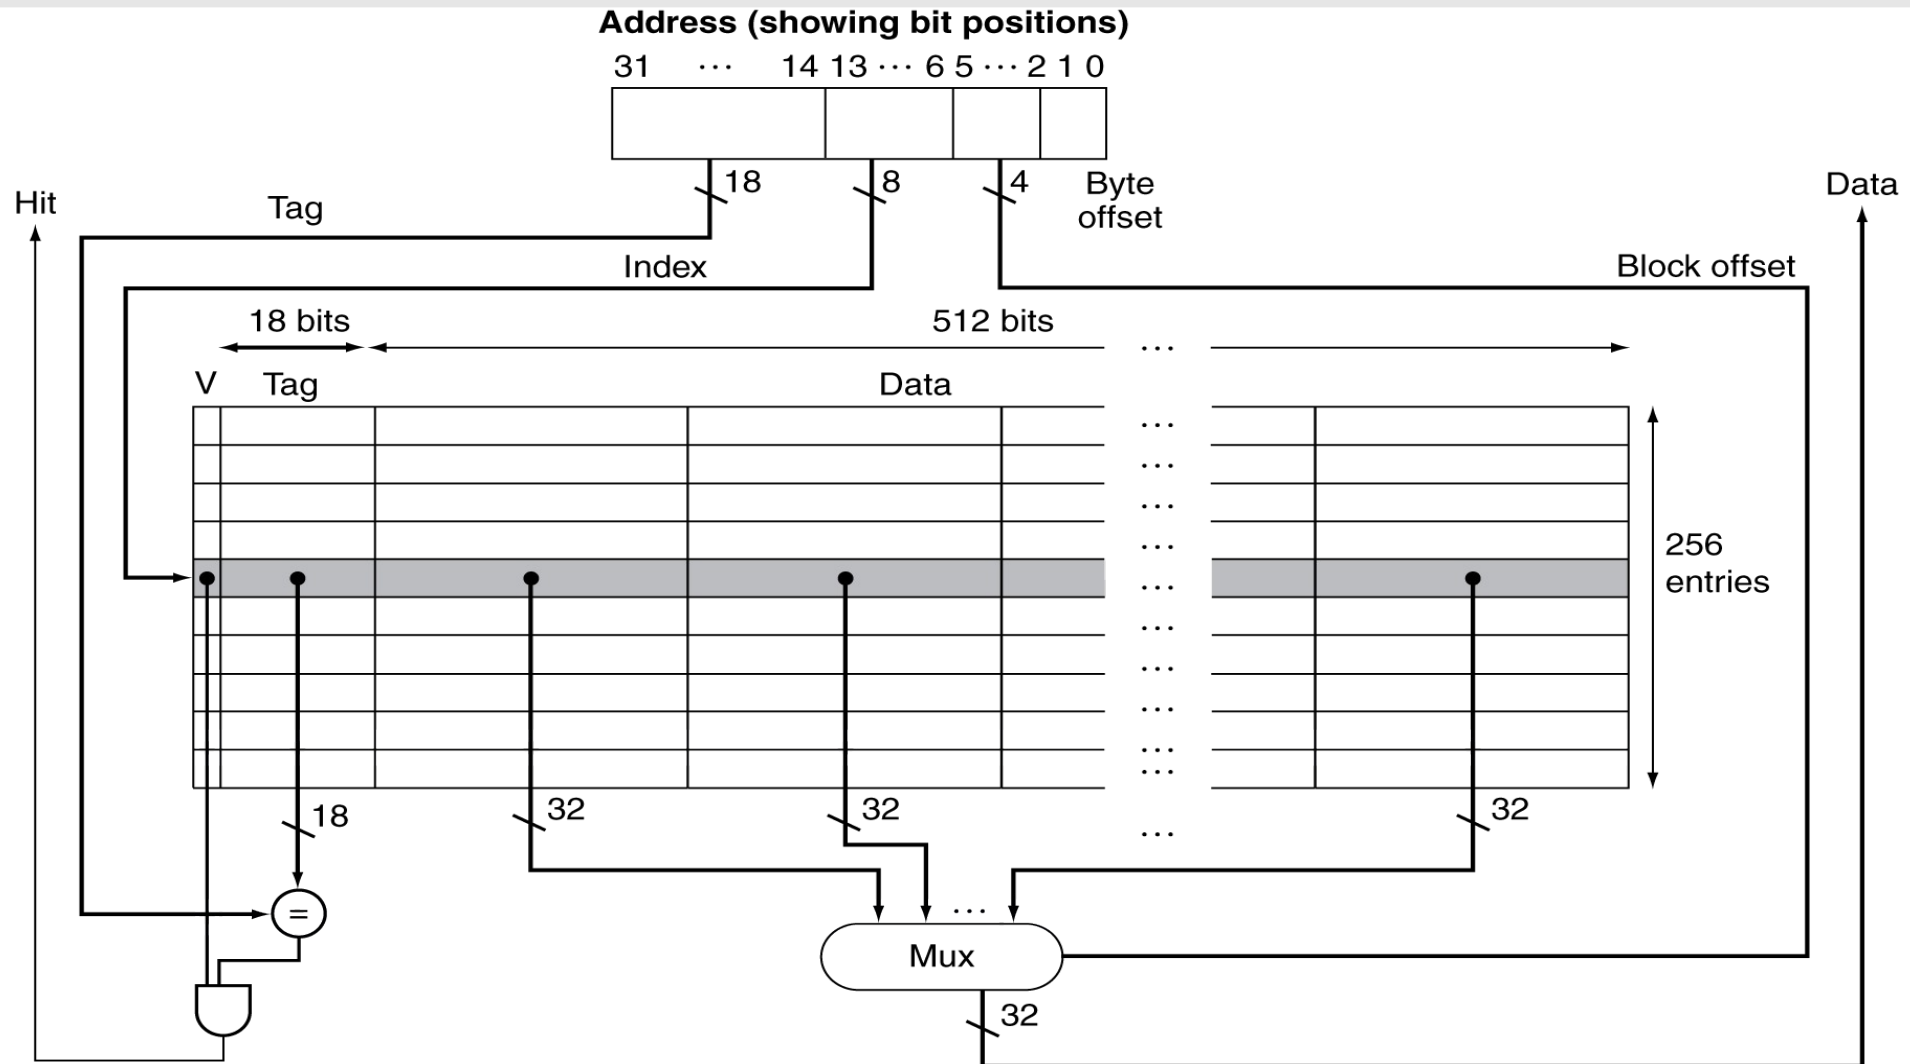 Address (showing bit positions)
31 ... 14 13 ... 6 5 ... 2 1 0
18 8 4 Byte offset
Hit
Tag
Data
Index
Block offset
18 bits
512 bits
...
V Tag Data
...
...
...
...
...
...
...
...
...
...
256 entries
18
32
32
...
32
=
...
Mux
32